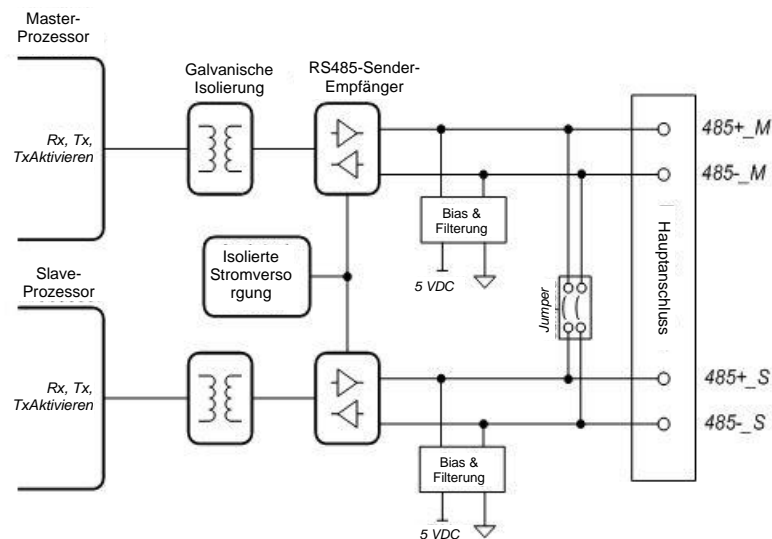 Master-
Prozessor
Galvanische
Isolierung
RS485-Sender-
Empfänger
Rx, Tx,
TxAktivieren
485+_M
485-_M
Bias &
Filterung
5 VDC
Isolierte
Stromverso
rgung
Jumper
Hauptanschluss
Slave-
Prozessor
Rx, Tx,
TxAktivieren
485+_S
485-_S
Bias &
Filterung
5 VDC